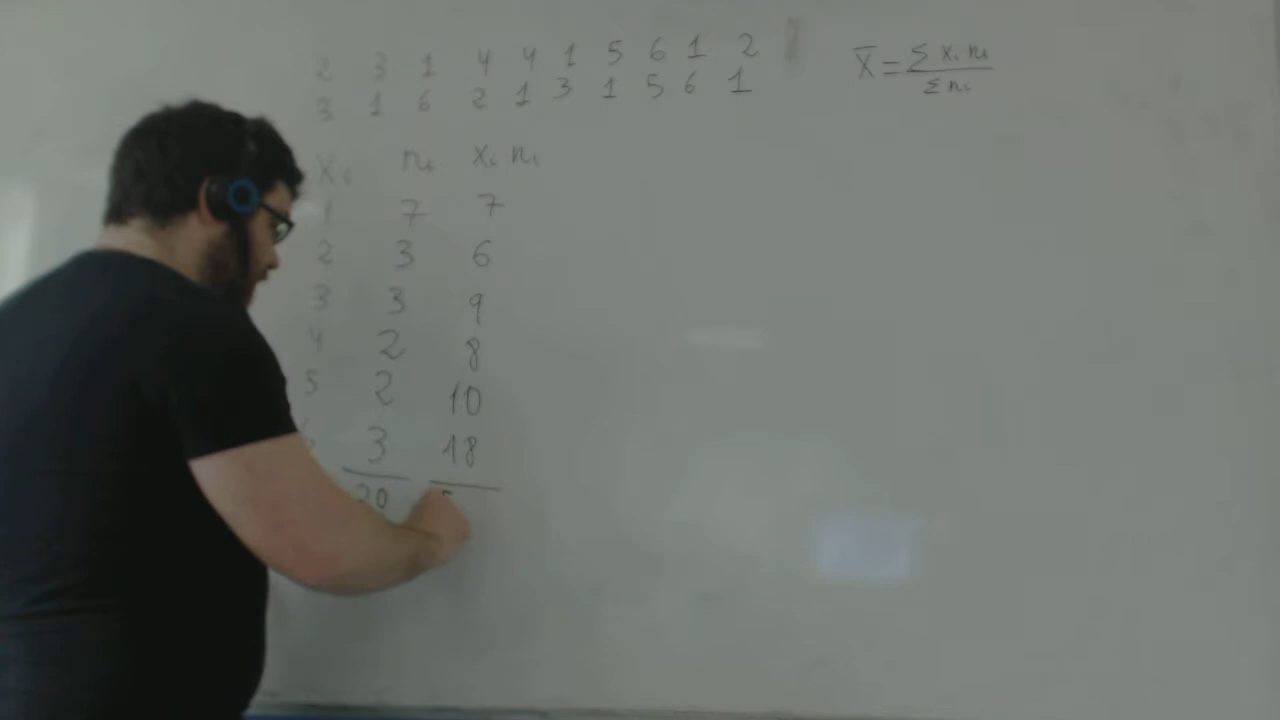 2 3 1 4 4 1 5 6 1 2
3 1 6 2 1 3 1 5 6 1
X̄ = Σ xᵢ nᵢ / Σ nᵢ
Xᵢ nᵢ Xᵢ nᵢ
1 7 7
2 3 6
3 3 9
4 2 8
5 2 10
3 18
20